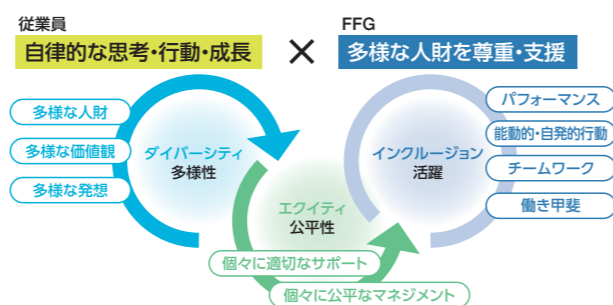 従業員
自律的な思考・行動・成長
×
FFG
多様な人財を尊重・支援
多様な人財
多様な価値観
多様な発想
ダイバーシティ
多様性
エクイティ
公平性
個々に適切なサポート
個々に公平なマネジメント
インクルージョン
活躍
パフォーマンス
能動的・自発的行動
チームワーク
働き甲斐